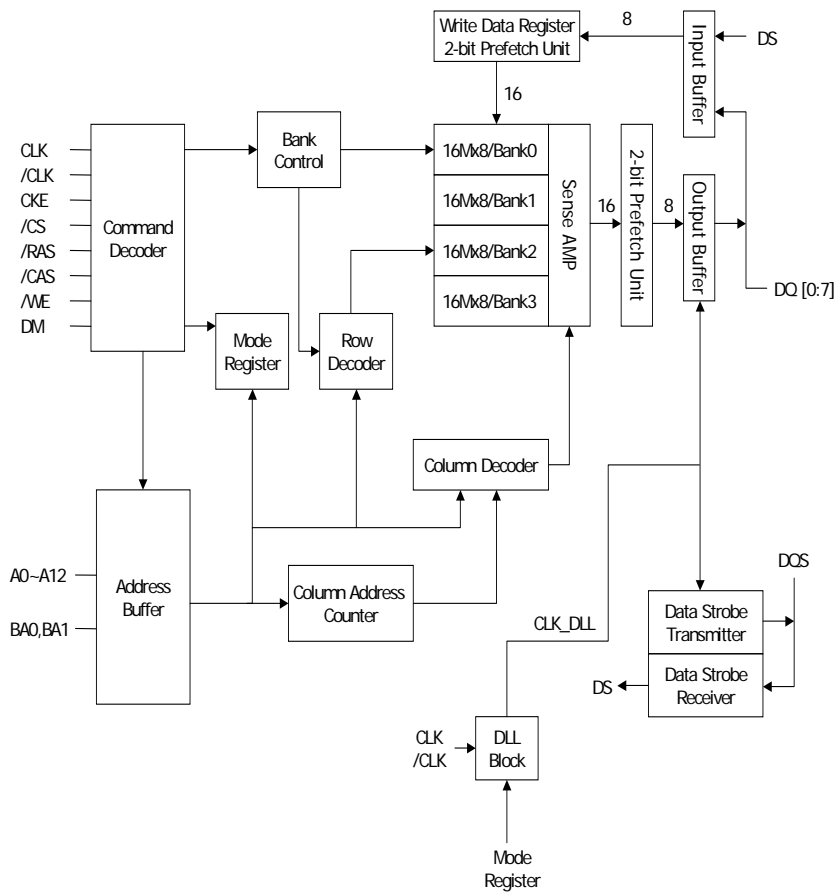 Write Data Register
2-bit Prefetch Unit
8
Input Buffer
DS
16
Bank
Control
16Mx8/Bank0
16Mx8/Bank1
16Mx8/Bank2
16Mx8/Bank3
Sense AMP
16
2-bit Prefetch Unit
8
Output Buffer
DQ [0:7]
CLK
/CLK
CKE
/CS
/RAS
/CAS
/WE
DM
Command
Decoder
Mode
Register
Row
Decoder
Column Decoder
A0~A12
BA0,BA1
Address
Buffer
Column Address
Counter
CLK_DLL
DQS
Data Strobe
Transmitter
Data Strobe
Receiver
DS
CLK
/CLK
DLL
Block
Mode
Register